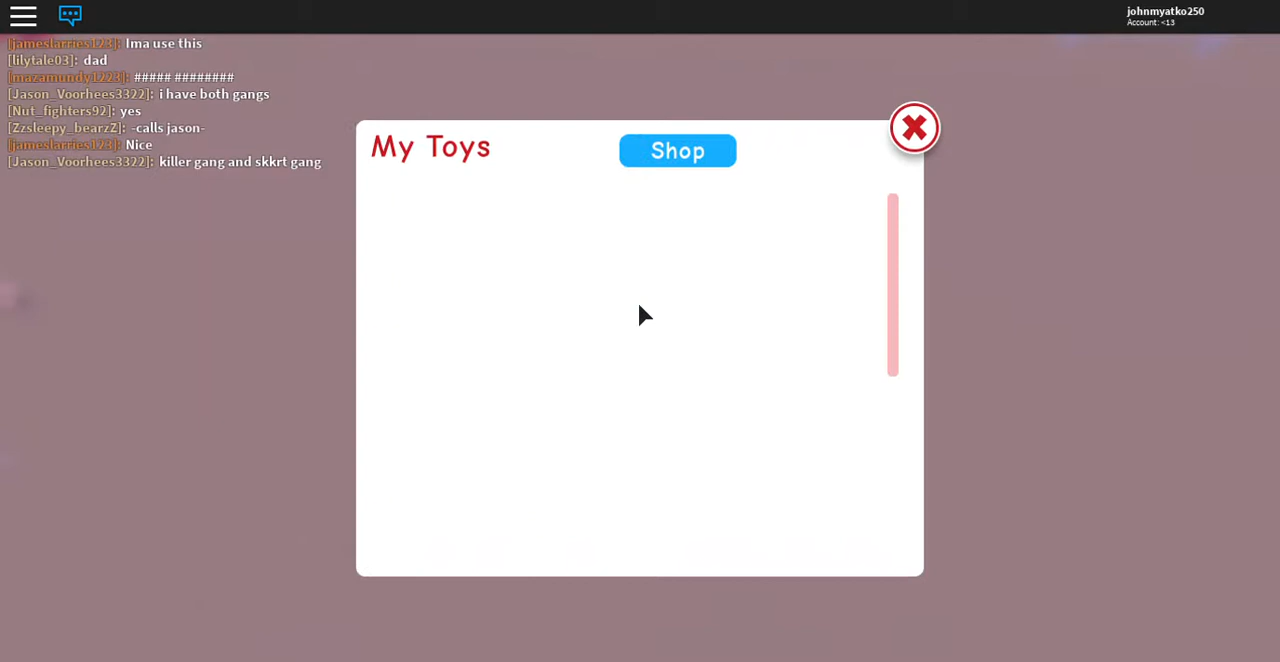 johnmyatko250
Account: <13
[jameslarries123]: Ima use this
[lilytale03]: dad
[mazamundy1223]: ##### ########
[Jason_Voorhees3322]: i have both gangs
[Nut_fighters92]: yes
[Zzsleepy_bearzZ]: -calls jason-
[jameslarries123]: Nice
[Jason_Voorhees3322]: killer gang and skkrt gang
My Toys
Shop